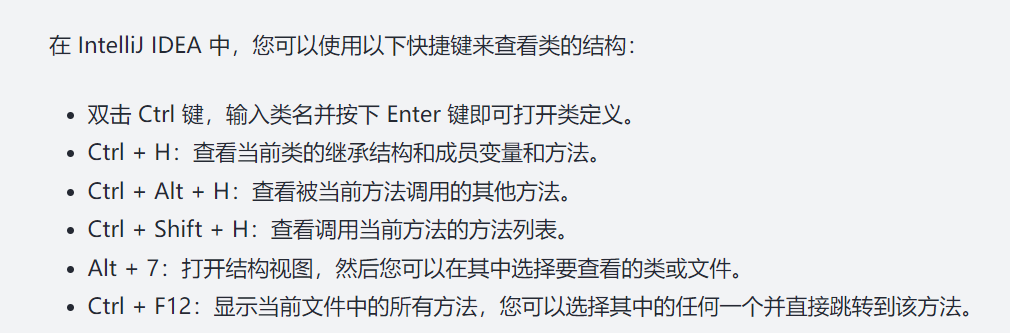 在 IntelliJ IDEA 中，您可以使用以下快捷键来查看类的结构：
• 双击 Ctrl 键，输入类名并按下 Enter 键即可打开类定义。
• Ctrl + H：查看当前类的继承结构和成员变量和方法。
• Ctrl + Alt + H：查看被当前方法调用的其他方法。
• Ctrl + Shift + H：查看调用当前方法的方法列表。
• Alt + 7：打开结构视图，然后您可以在其中选择要查看的类或文件。
• Ctrl + F12：显示当前文件中的所有方法，您可以选择其中的任何一个并直接跳转到该方法。